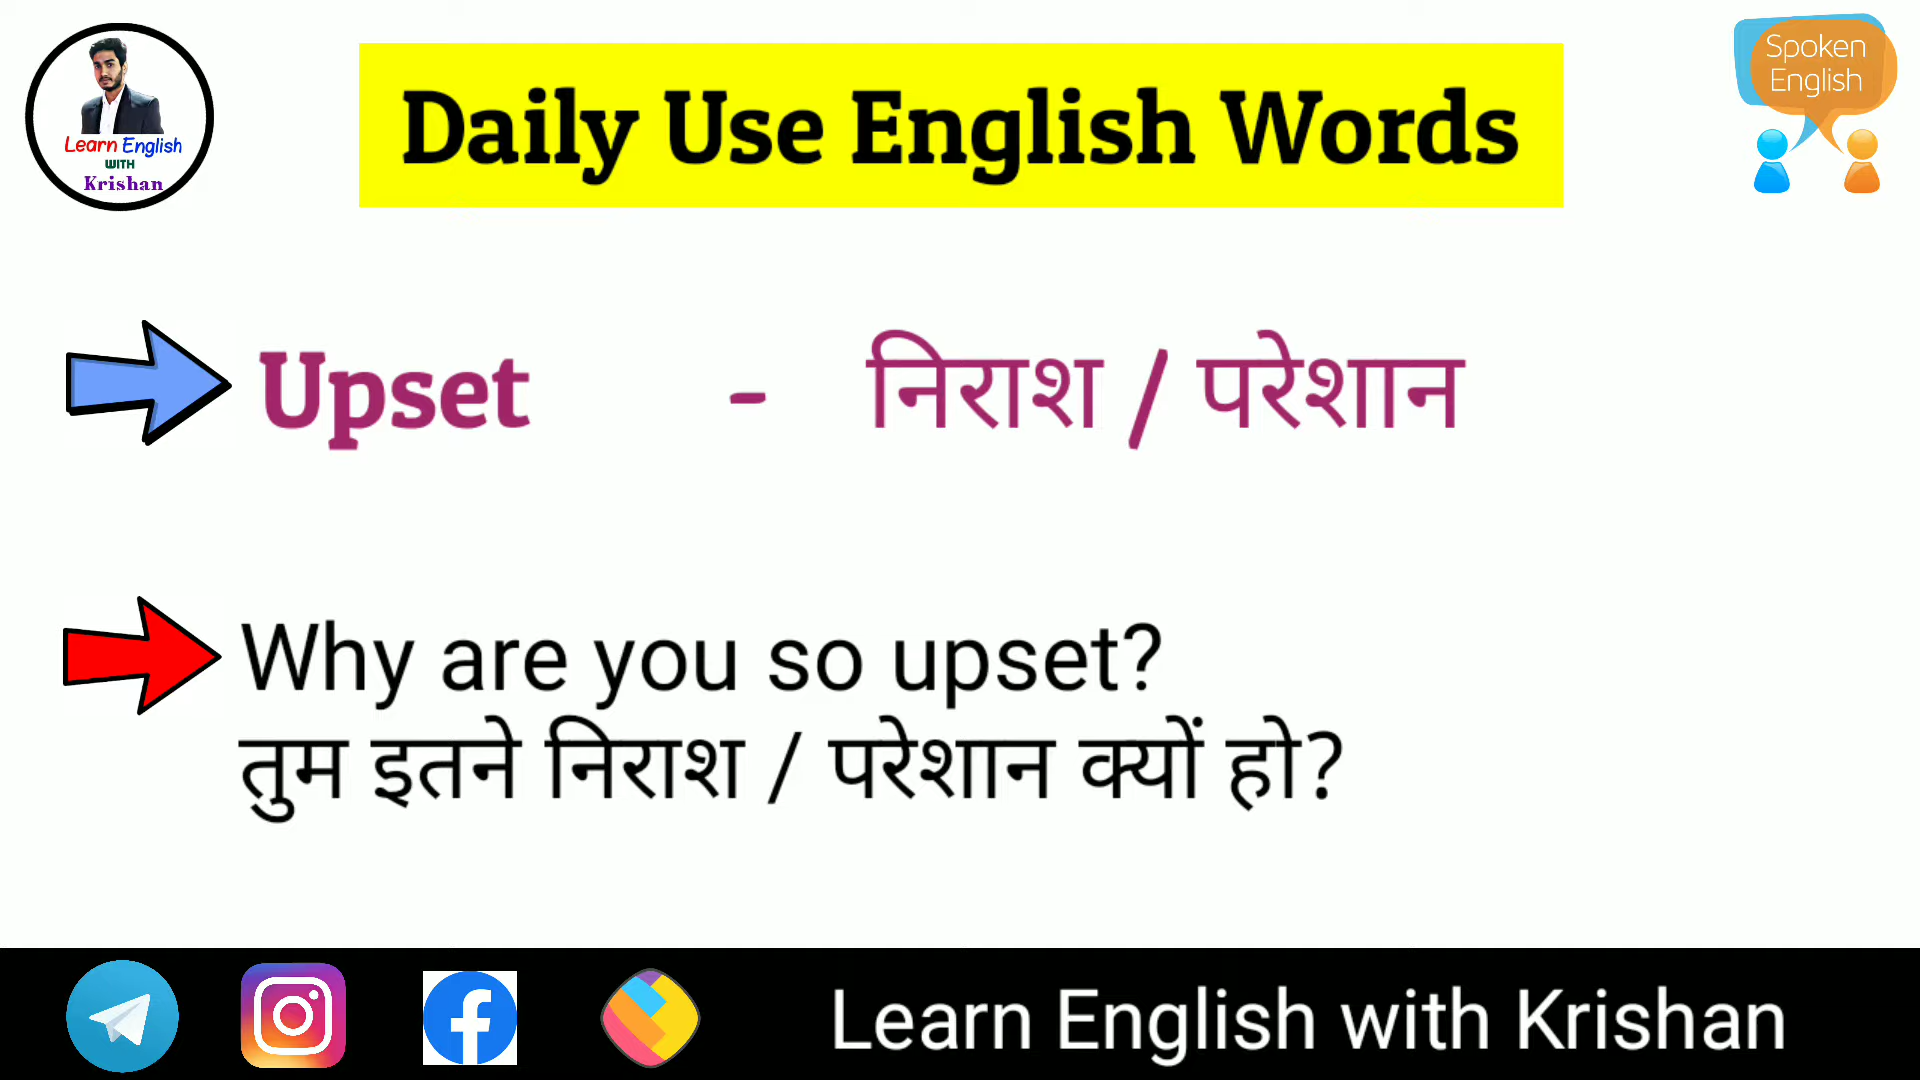 Learn English
WITH
Krishan
Daily Use English Words
Spoken
English
Upset - निराश / परेशान
Why are you so upset?
तुम इतने निराश / परेशान क्यों हो?
Learn English with Krishan